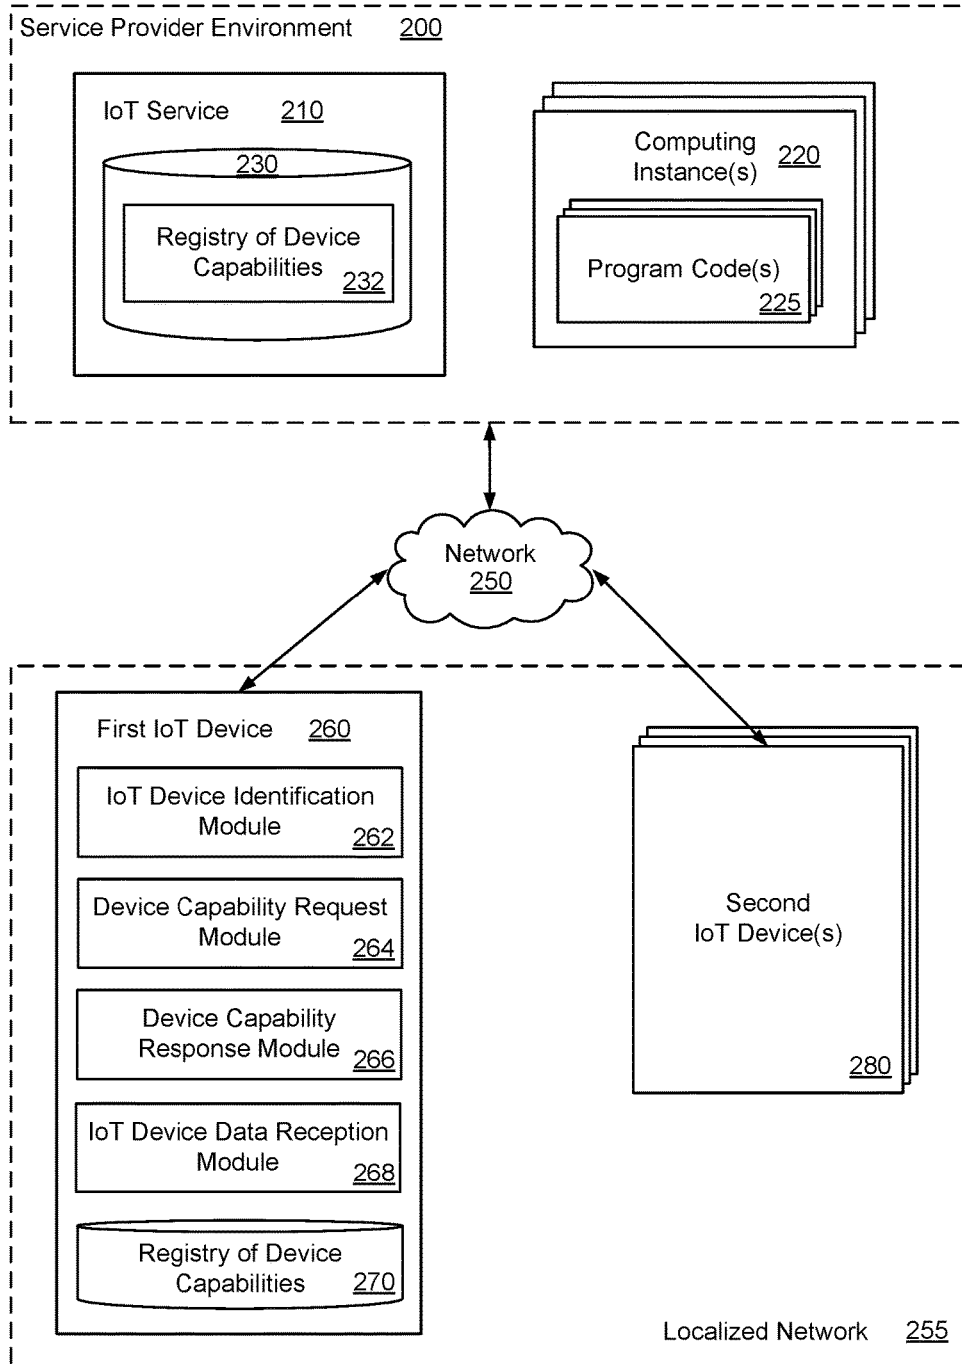 Service Provider Environment 200
IoT Service 210
230
Registry of Device
Capabilities
232
Computing
Instance(s)
220
Program Code(s)
225
Network
250
First IoT Device 260
IoT Device Identification
Module
262
Device Capability Request
Module
264
Device Capability
Response Module
266
IoT Device Data Reception
Module
268
Registry of Device
Capabilities
270
Second
IoT Device(s)
280
Localized Network 255